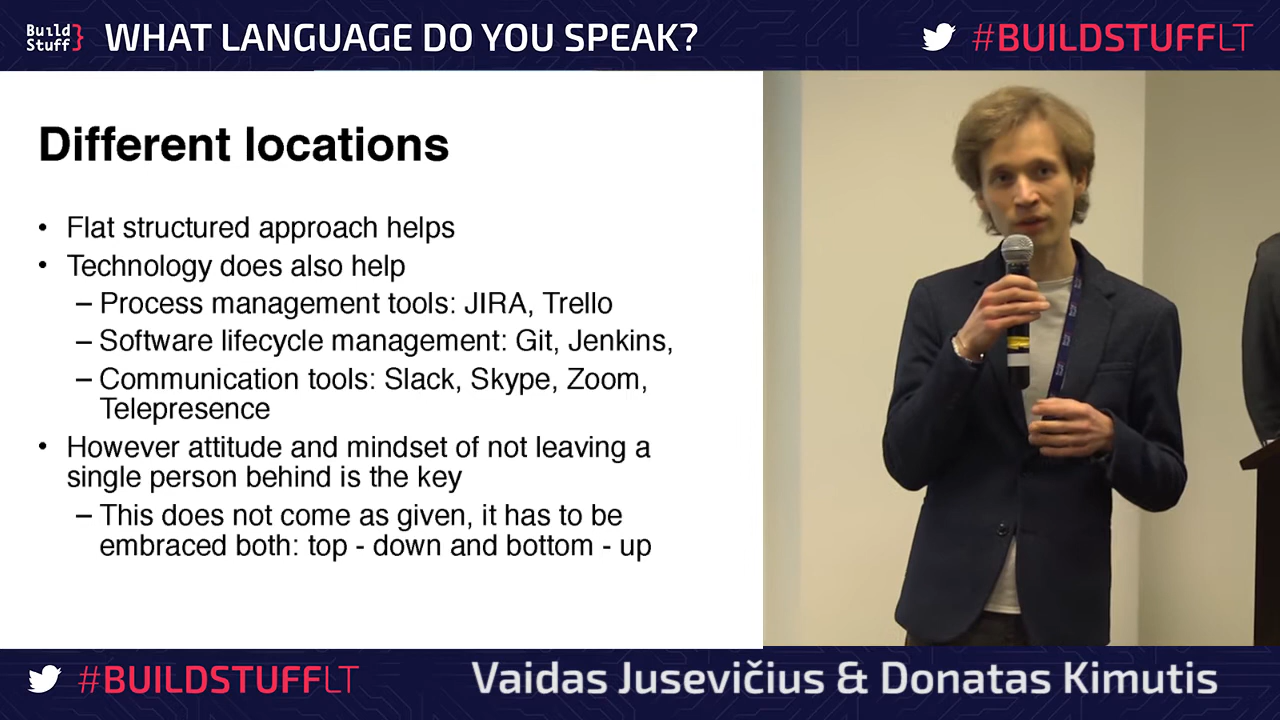 Build Stuff} WHAT LANGUAGE DO YOU SPEAK?
#BUILDSTUFFLT
Different locations
• Flat structured approach helps
• Technology does also help
– Process management tools: JIRA, Trello
– Software lifecycle management: Git, Jenkins,
– Communication tools: Slack, Skype, Zoom,
Telepresence
• However attitude and mindset of not leaving a
single person behind is the key
– This does not come as given, it has to be
embraced both: top - down and bottom - up
#BUILDSTUFFLT
Vaidas Jusevičius & Donatas Kimutis